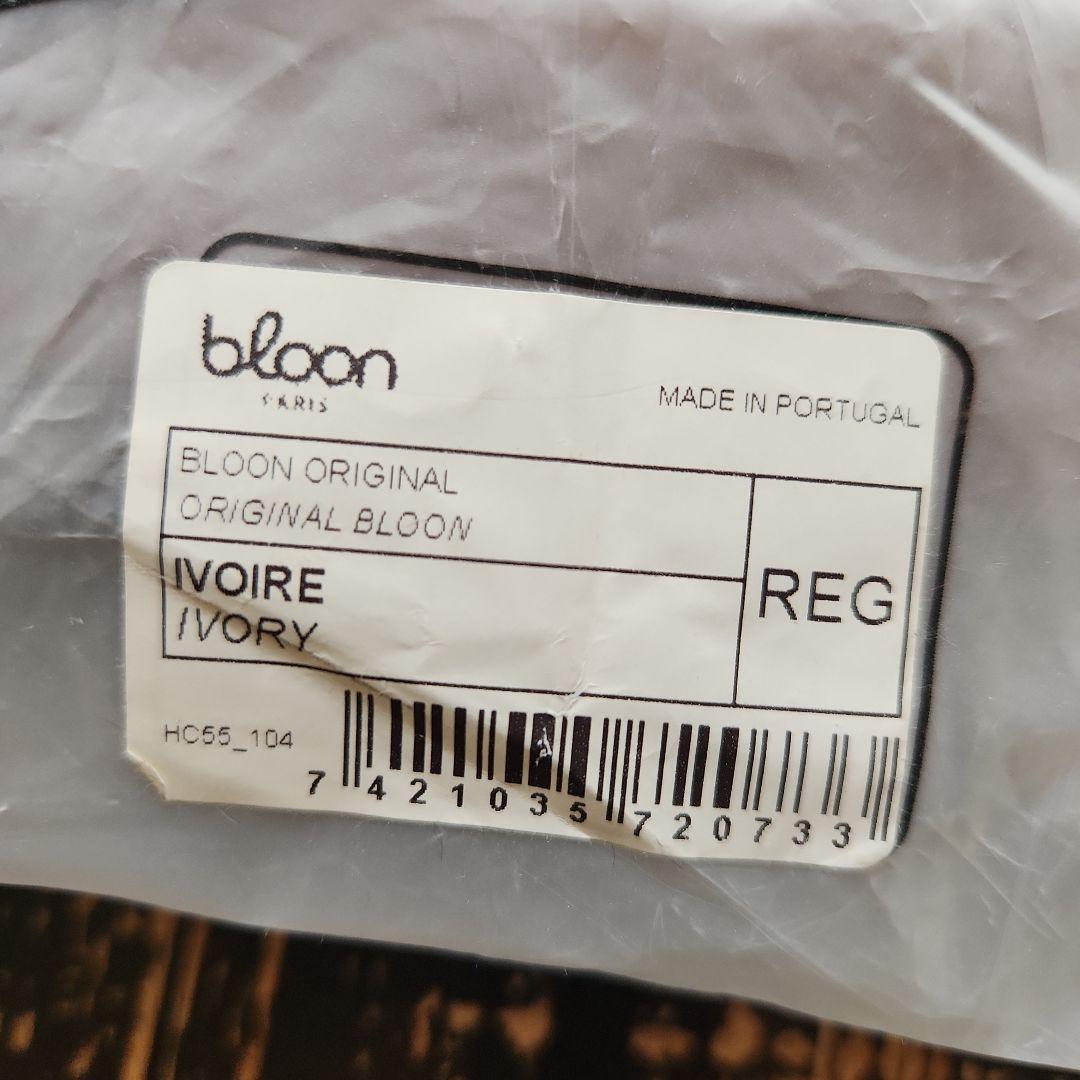 bloon
PARIS
MADE IN PORTUGAL
BLOON ORIGINAL
ORIGINAL BLOON
IVOIRE
IVORY
REG
HC55_104
7 421035 720733